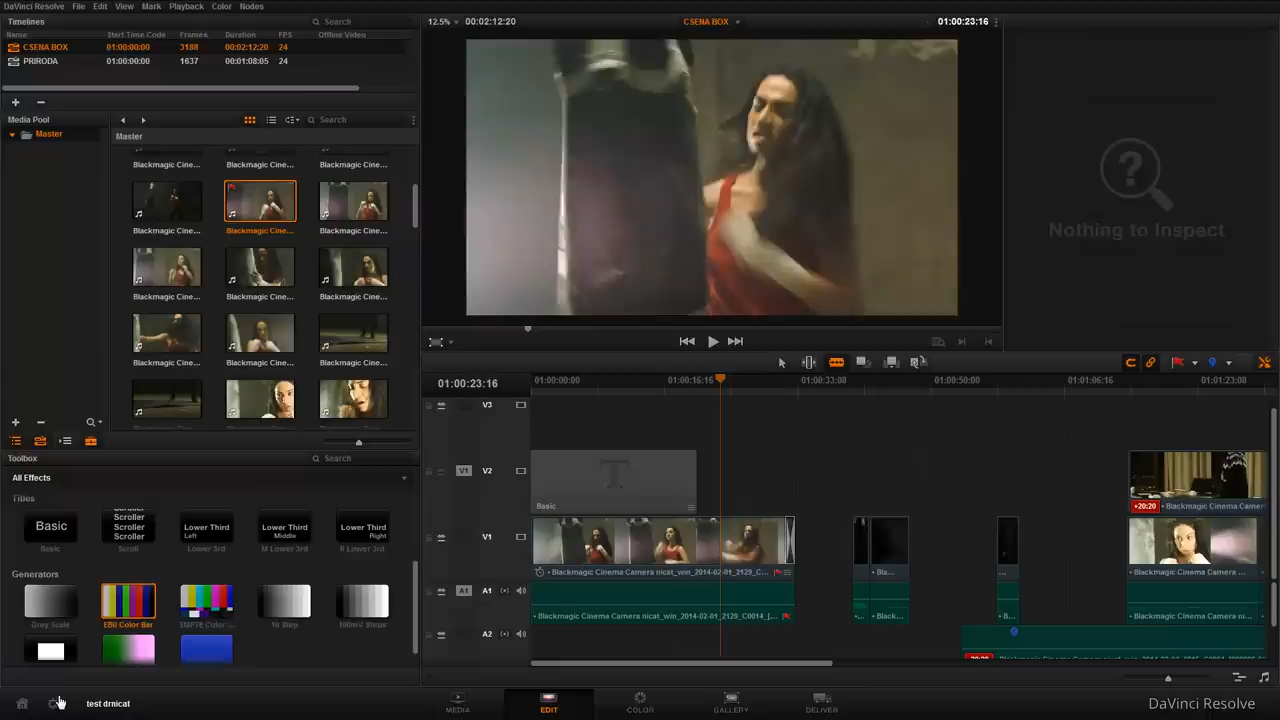 DaVinci Resolve File Edit View Mark Playback Color Nodes
Timelines Search 12.5% 00:02:12:20 CSENA BOX 01:00:23:16
Name Start Time Code Frames Duration FPS Offline Video
CSENA BOX 01:00:00:00 3188 00:02:12:20 24
PRIRODA 01:00:00:00 1637 00:01:08:05 24
Media Pool Search
Master Master
Blackmagic Cine... Blackmagic Cine... Blackmagic Cine...
Blackmagic Cine... Blackmagic Cine... Blackmagic Cine...
Nothing to Inspect
Blackmagic Cine... Blackmagic Cine... Blackmagic Cine...
Blackmagic Cine... Blackmagic Cine... Blackmagic Cine...
01:00:23:16 01:00:00:00 01:00:16:16 01:00:33:08 01:00:50:00 01:01:06:16 01:01:23:08
V3
Toolbox Search
All Effects
V1 V2
Titles
Basic
+20:20 Blackmagic Cinema Camer
Basic
Scroller
Scroller
Scroller
Scroller
Lower Third
Left
Lower Third
Middle
Lower Third
Right
Basic Scroll Lower 3rd M Lower 3rd R Lower 3rd
V1
Blackmagic Cinema Camera nicat_win_2014-02-01_2129_C... Bla... ... Blackmagic Cinema Camera ...
Generators
A1 A1
Blackmagic Cinema Camera nicat_win_2014-02-01_2129_C0014_[... Black... B... Blackmagic Cinema Camera ...
Grey Scale EBU Color Bar SMPTE Color ... 10 Step 100mV Steps
A2
test drnicat MEDIA EDIT COLOR GALLERY DELIVER DaVinci Resolve